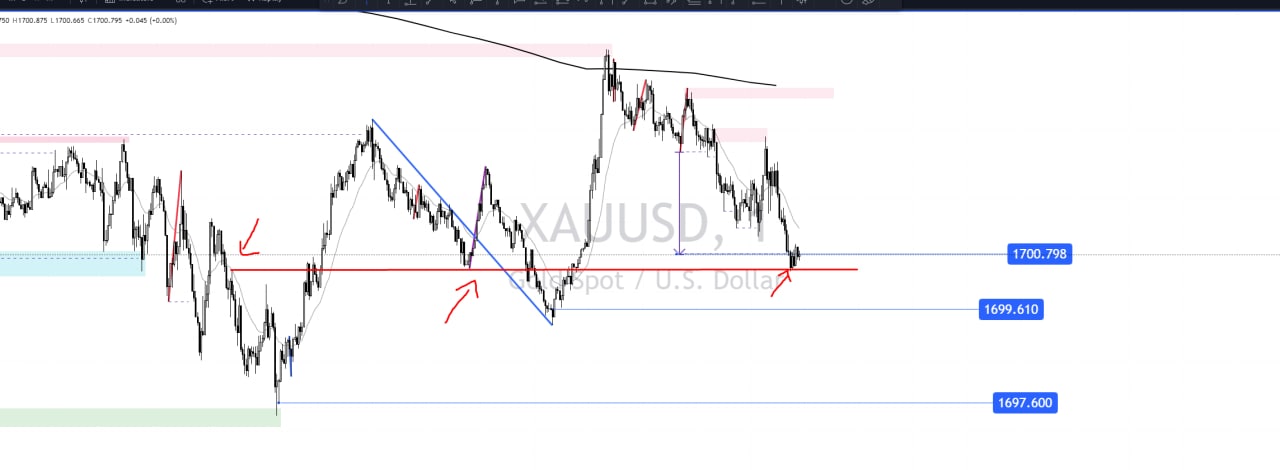 750 H1700.875 L1700.665 C1700.795 +0.045 (+0.00%)
XAUUSD, 1
Gold Spot / U.S. Dollar
1700.798
1699.610
1697.600